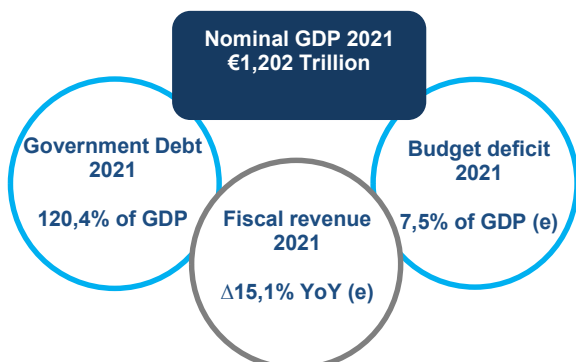 Nominal GDP 2021
€1,202 Trillion
Government Debt
2021
120,4% of GDP
Fiscal revenue
2021
∆15,1% YoY (e)
Budget deficit
2021
7,5% of GDP (e)